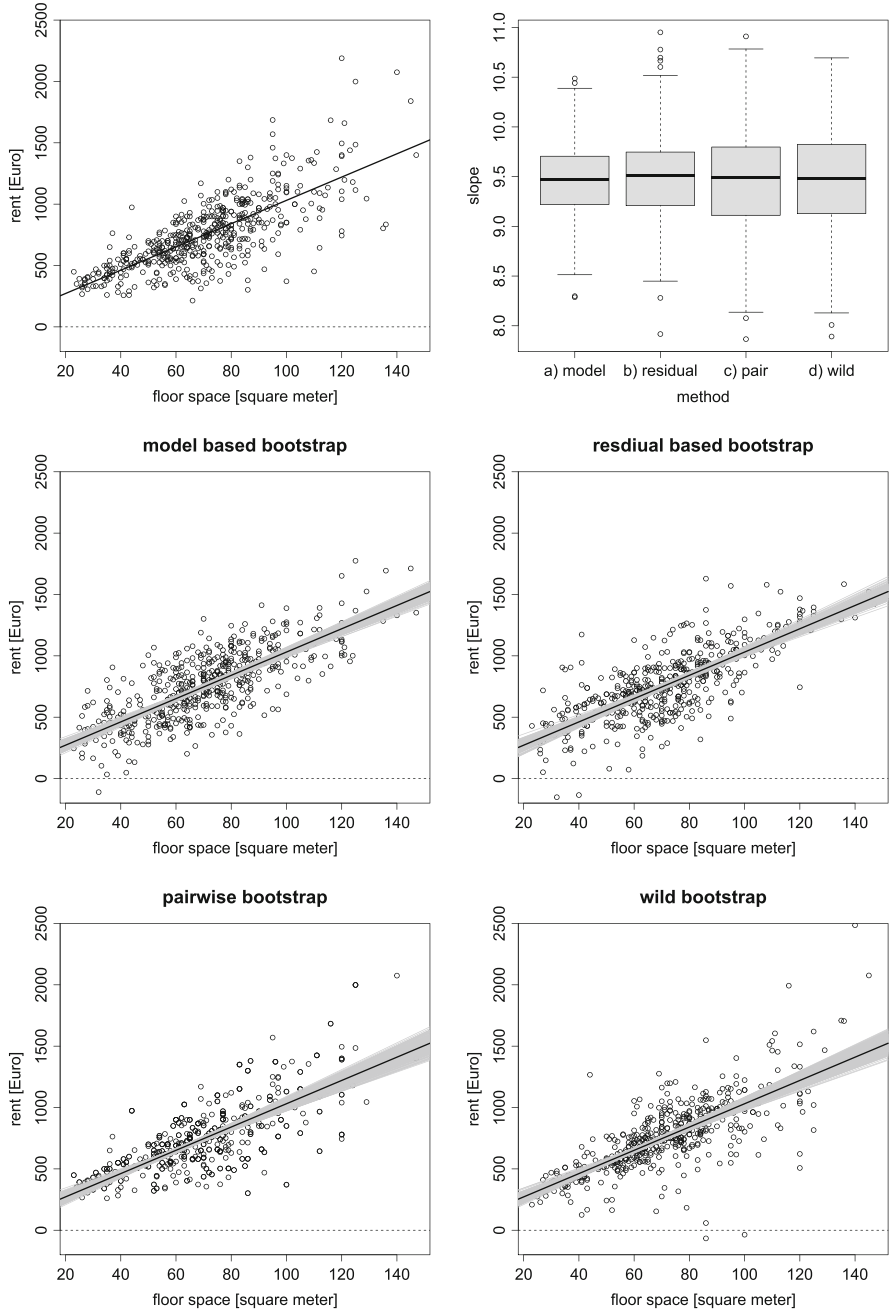 2500
2000
1500
1000
500
0
rent [Euro]
20 40 60 80 100 120 140
floor space [square meter]
11.0
10.5
10.0
9.5
9.0
8.5
8.0
slope
a) model b) residual c) pair d) wild
method
model based bootstrap
2500
2000
1500
1000
500
0
rent [Euro]
20 40 60 80 100 120 140
floor space [square meter]
resdiual based bootstrap
2500
2000
1500
1000
500
0
rent [Euro]
20 40 60 80 100 120 140
floor space [square meter]
pairwise bootstrap
2500
2000
1500
1000
500
0
rent [Euro]
20 40 60 80 100 120 140
floor space [square meter]
wild bootstrap
2500
2000
1500
1000
500
0
rent [Euro]
20 40 60 80 100 120 140
floor space [square meter]